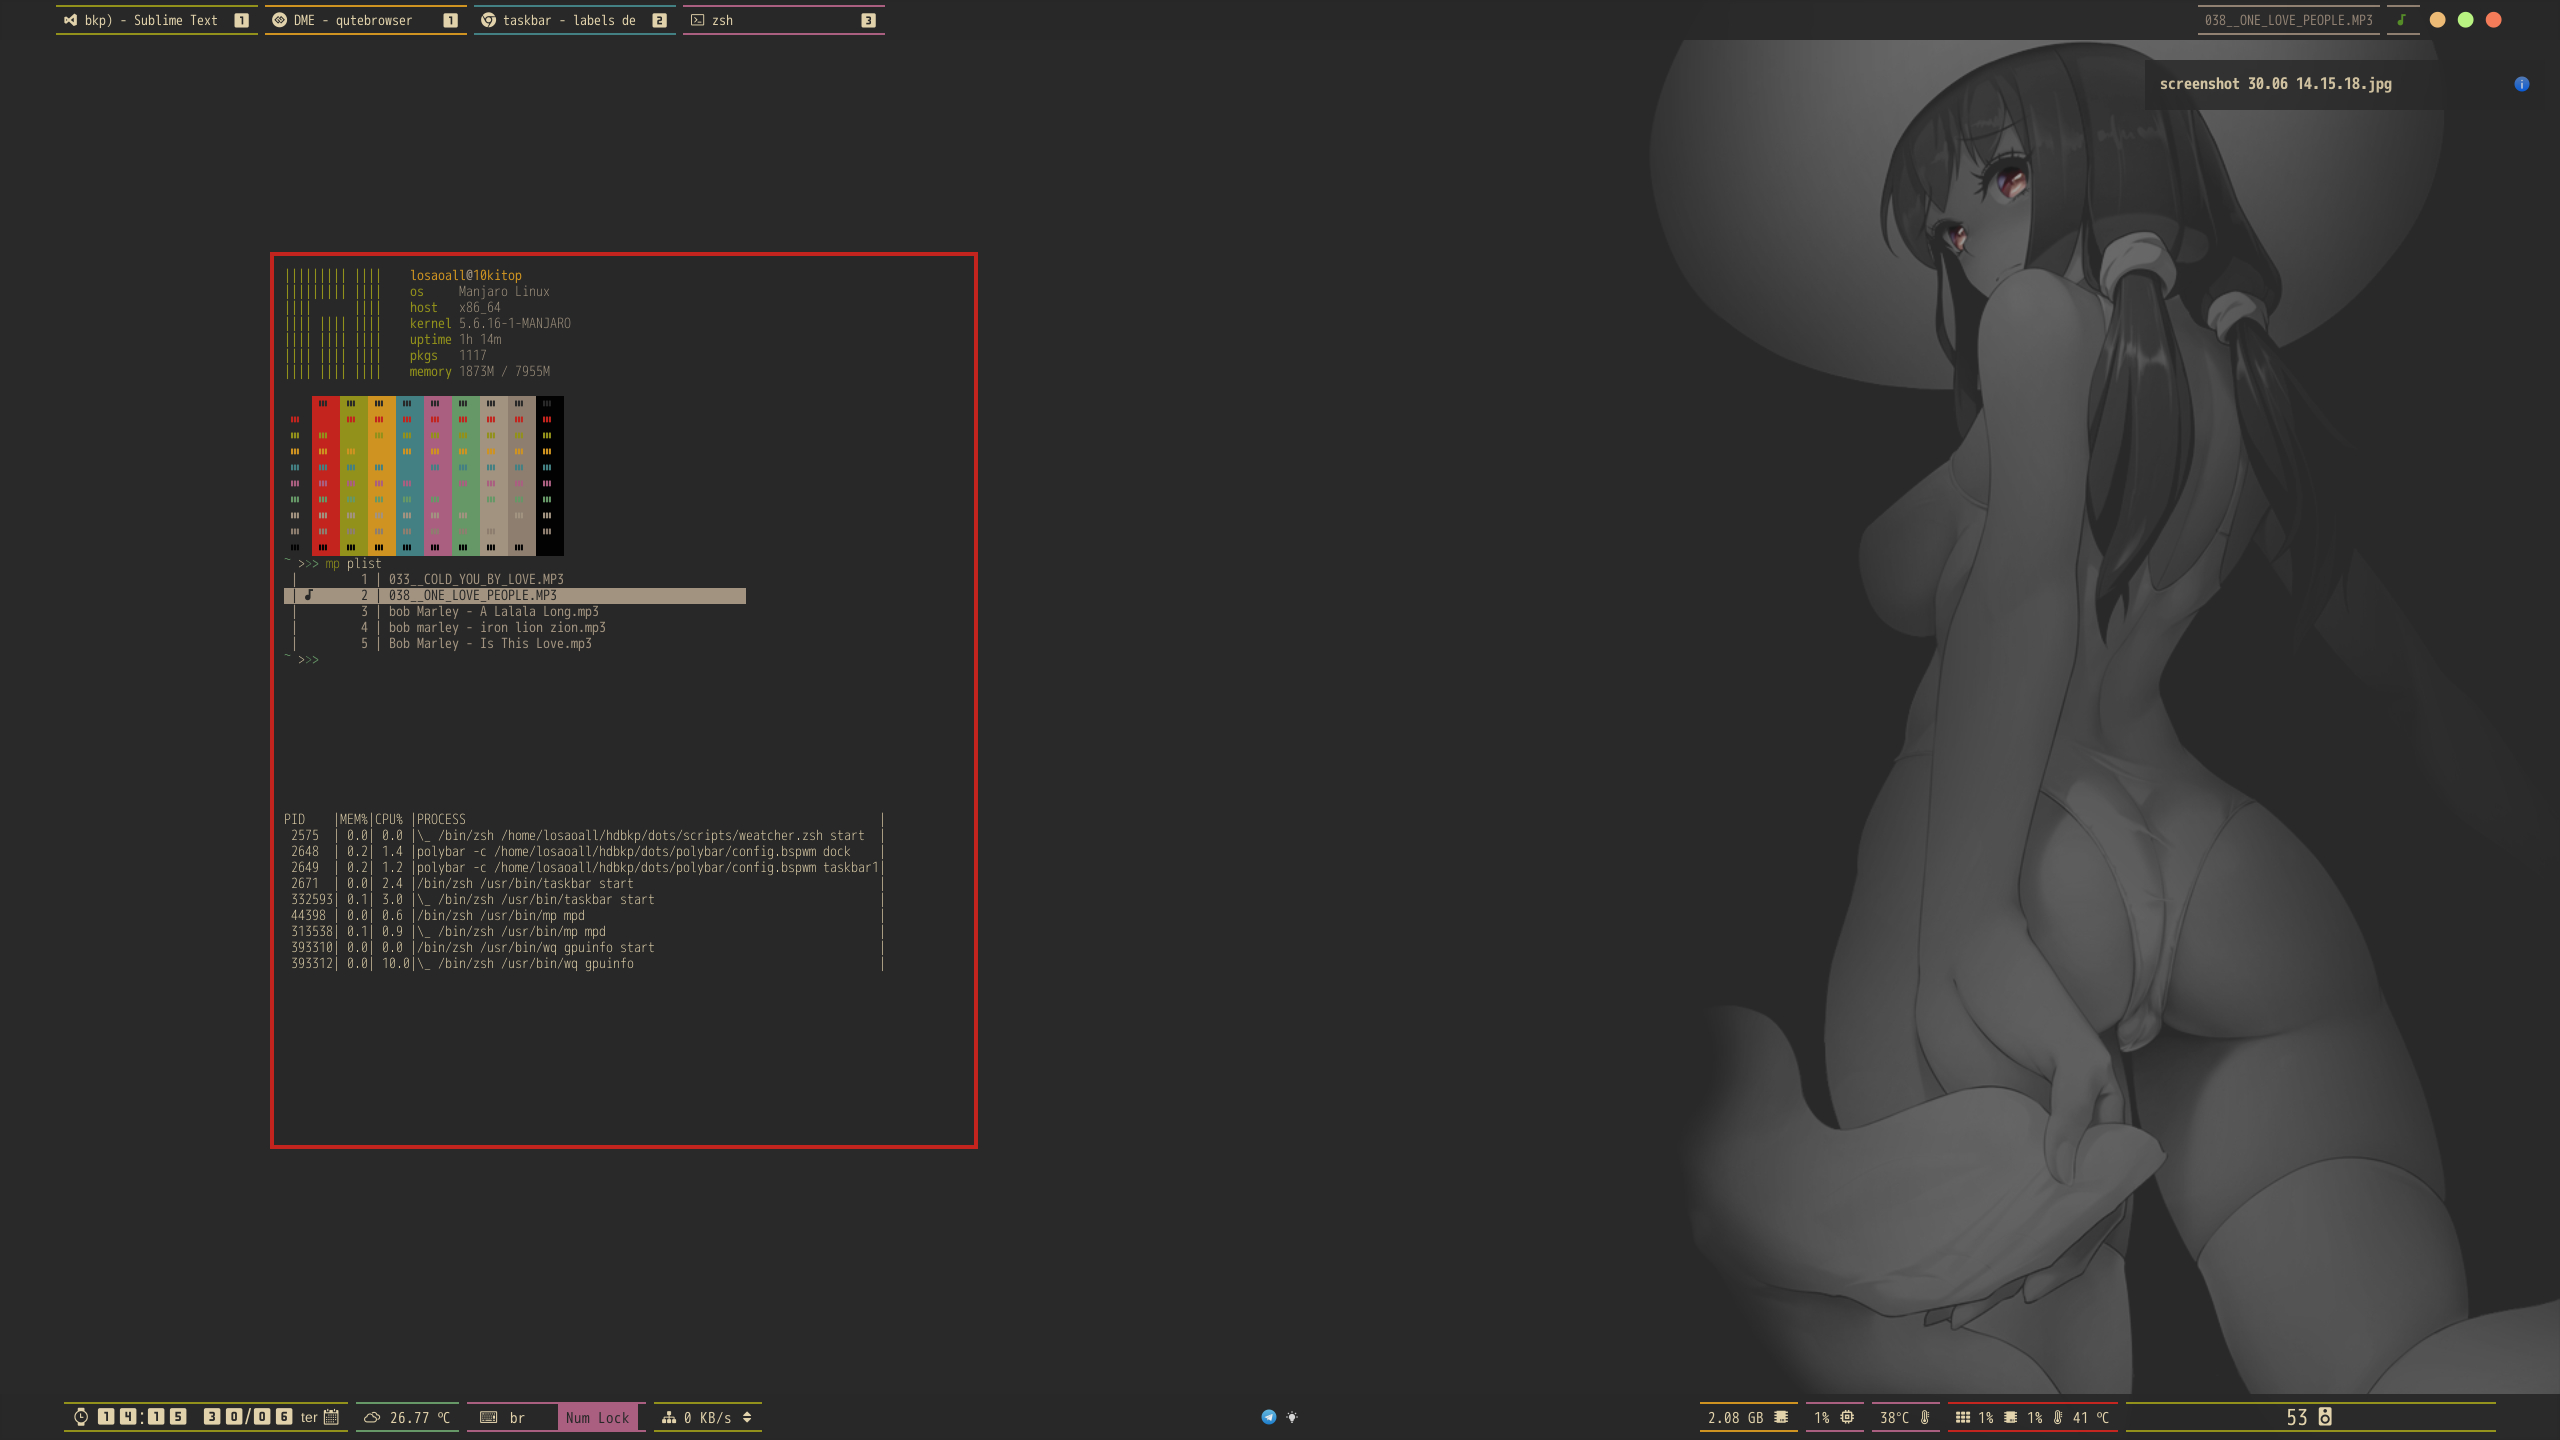 bkp) - Sublime Text 1
DME - qutebrowser 1
taskbar - labels de 2
zsh 3
038__ONE_LOVE_PEOPLE.MP3
screenshot 30.06 14.15.18.jpg
losaoall@10kitop
os Manjaro Linux
host x86_64
kernel 5.6.16-1-MANJARO
uptime 1h 14m
pkgs 1117
memory 1873M / 7955M
~ >>> mp plist
| 1 | 033__COLD_YOU_BY_LOVE.MP3
| 2 | 038__ONE_LOVE_PEOPLE.MP3
| 3 | bob Marley - A Lalala Long.mp3
| 4 | bob marley - iron lion zion.mp3
| 5 | Bob Marley - Is This Love.mp3
~ >>>
PID |MEM%|CPU% |PROCESS |
2575 | 0.0| 0.0 |\_ /bin/zsh /home/losaoall/hdbkp/dots/scripts/weatcher.zsh start |
2648 | 0.2| 1.4 |polybar -c /home/losaoall/hdbkp/dots/polybar/config.bspwm dock |
2649 | 0.2| 1.2 |polybar -c /home/losaoall/hdbkp/dots/polybar/config.bspwm taskbar1|
2671 | 0.0| 2.4 |/bin/zsh /usr/bin/taskbar start |
332593| 0.1| 3.0 |\_ /bin/zsh /usr/bin/taskbar start |
44398 | 0.0| 0.6 |/bin/zsh /usr/bin/mp mpd |
313538| 0.1| 0.9 |\_ /bin/zsh /usr/bin/mp mpd |
393310| 0.0| 0.0 |/bin/zsh /usr/bin/wq gpuinfo start |
393312| 0.0| 10.0|\_ /bin/zsh /usr/bin/wq gpuinfo |
14:15 30/06 ter
26.77 ºC
br Num Lock
0 KB/s
2.08 GB
1%
38°C
1% 1% 41 ºC
53